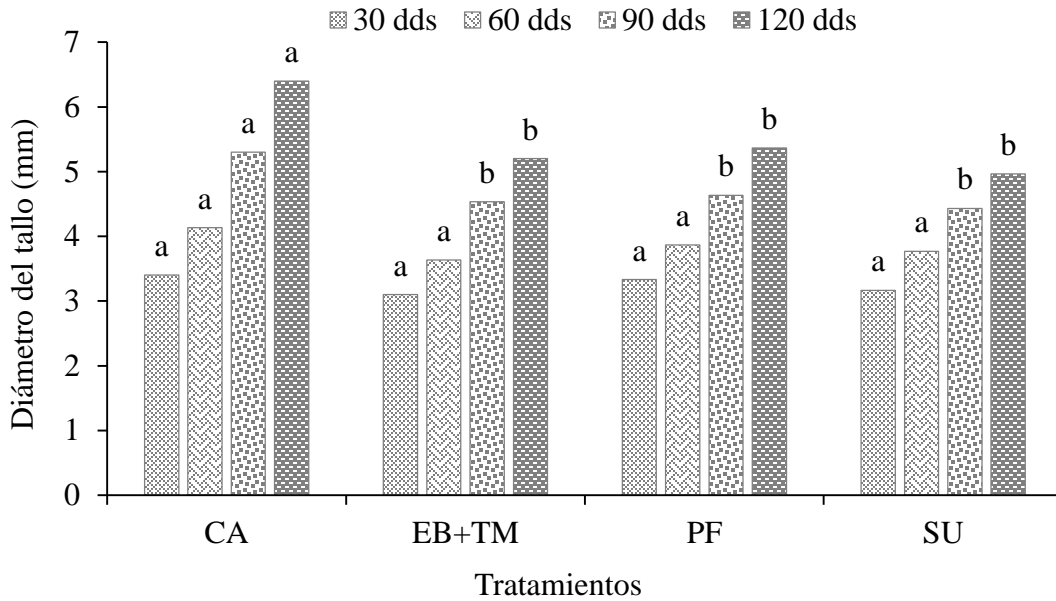 30 dds 60 dds 90 dds 120 dds
7
6
5
4
3
2
1
0
Diámetro del tallo (mm)
a a a a
a a b b
a a b b
a a b b
CA EB+TM PF SU
Tratamientos